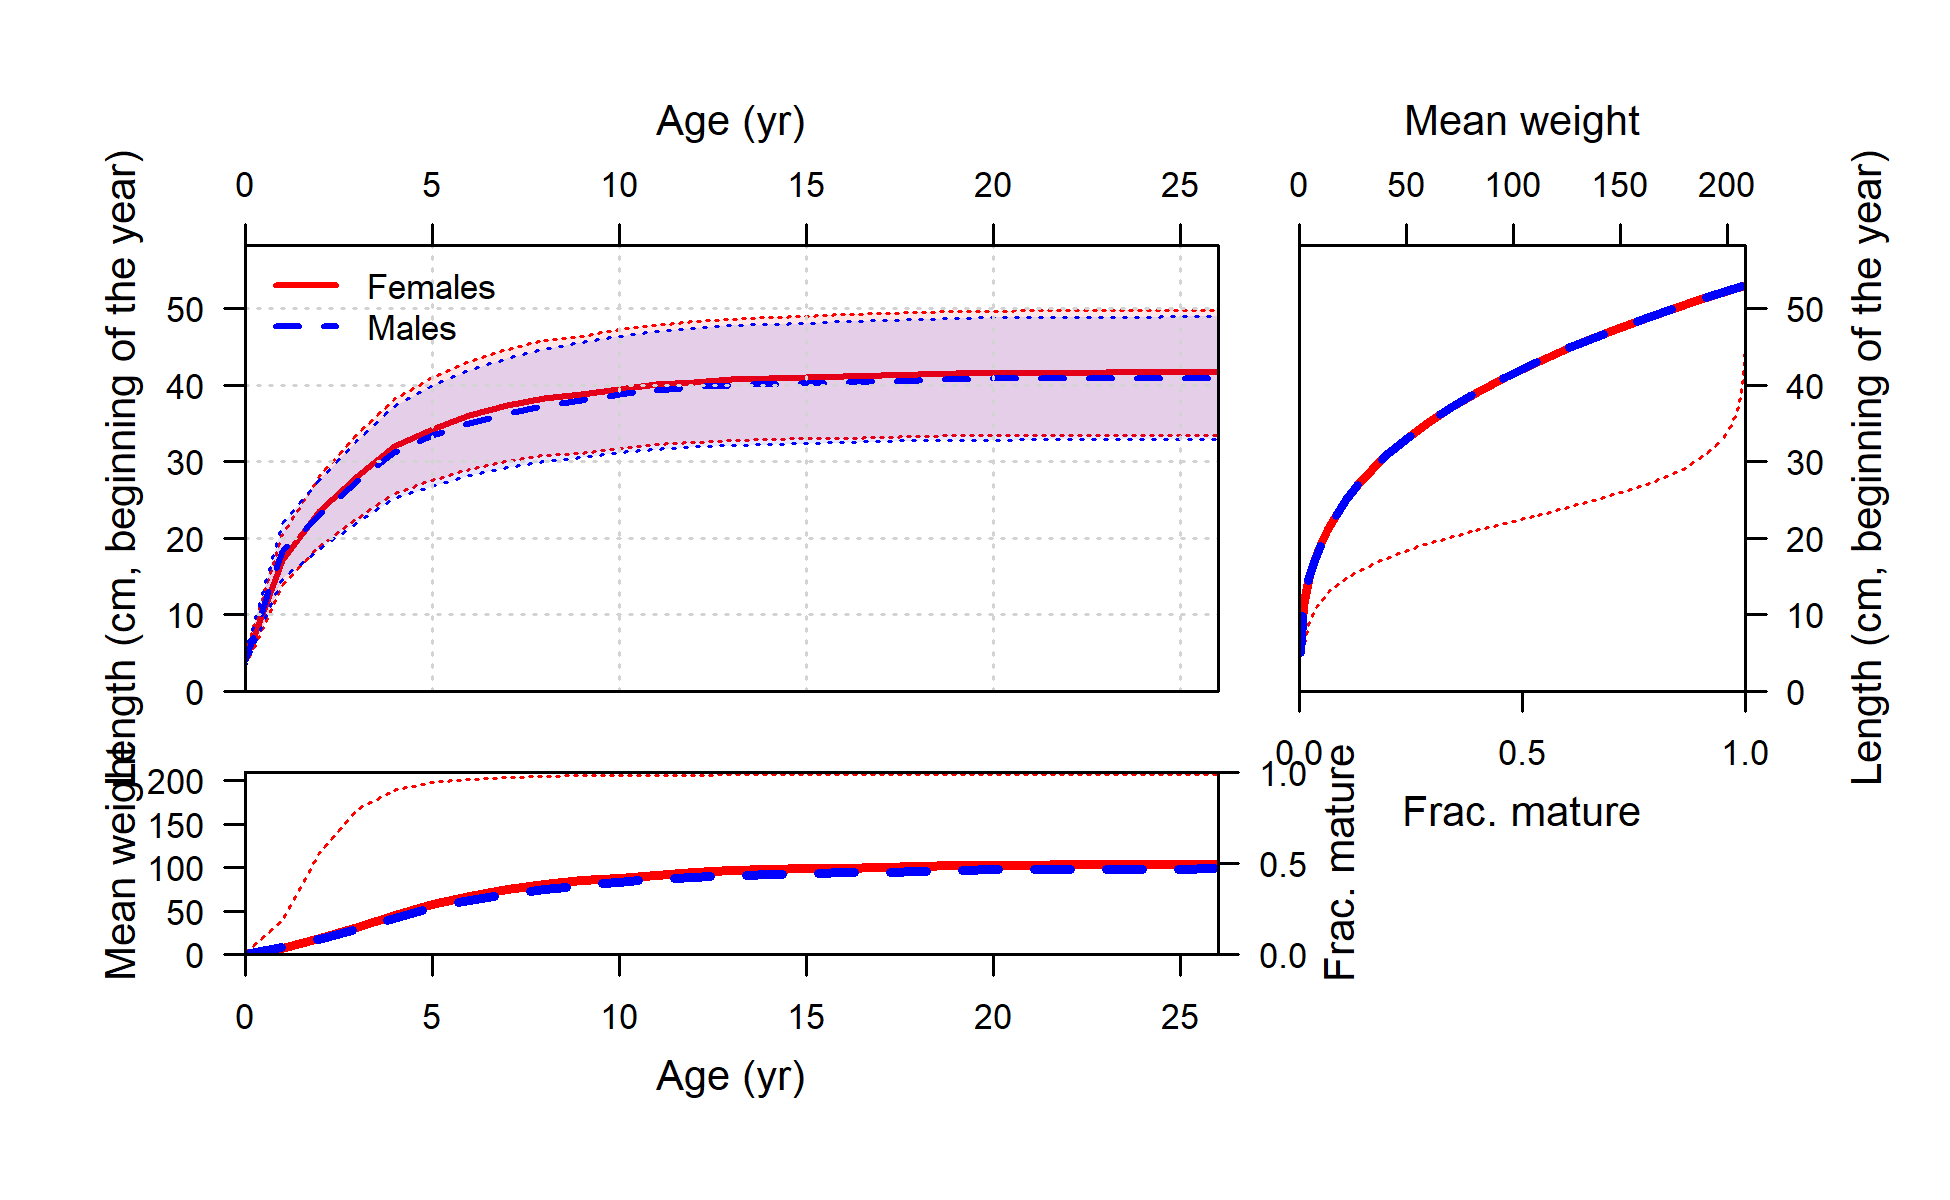 Age (yr)
Mean weight
0 5 10 15 20 25
0 50 100 150 200
Length (cm, beginning of the year)
0 10 20 30 40 50
Females
Males
0 10 20 30 40 50
Length (cm, beginning of the year)
0.0 0.5 1.0
Frac. mature
Mean weight
0 50 100 150 200
0.0 0.5 1.0
Frac. mature
0 5 10 15 20 25
Age (yr)